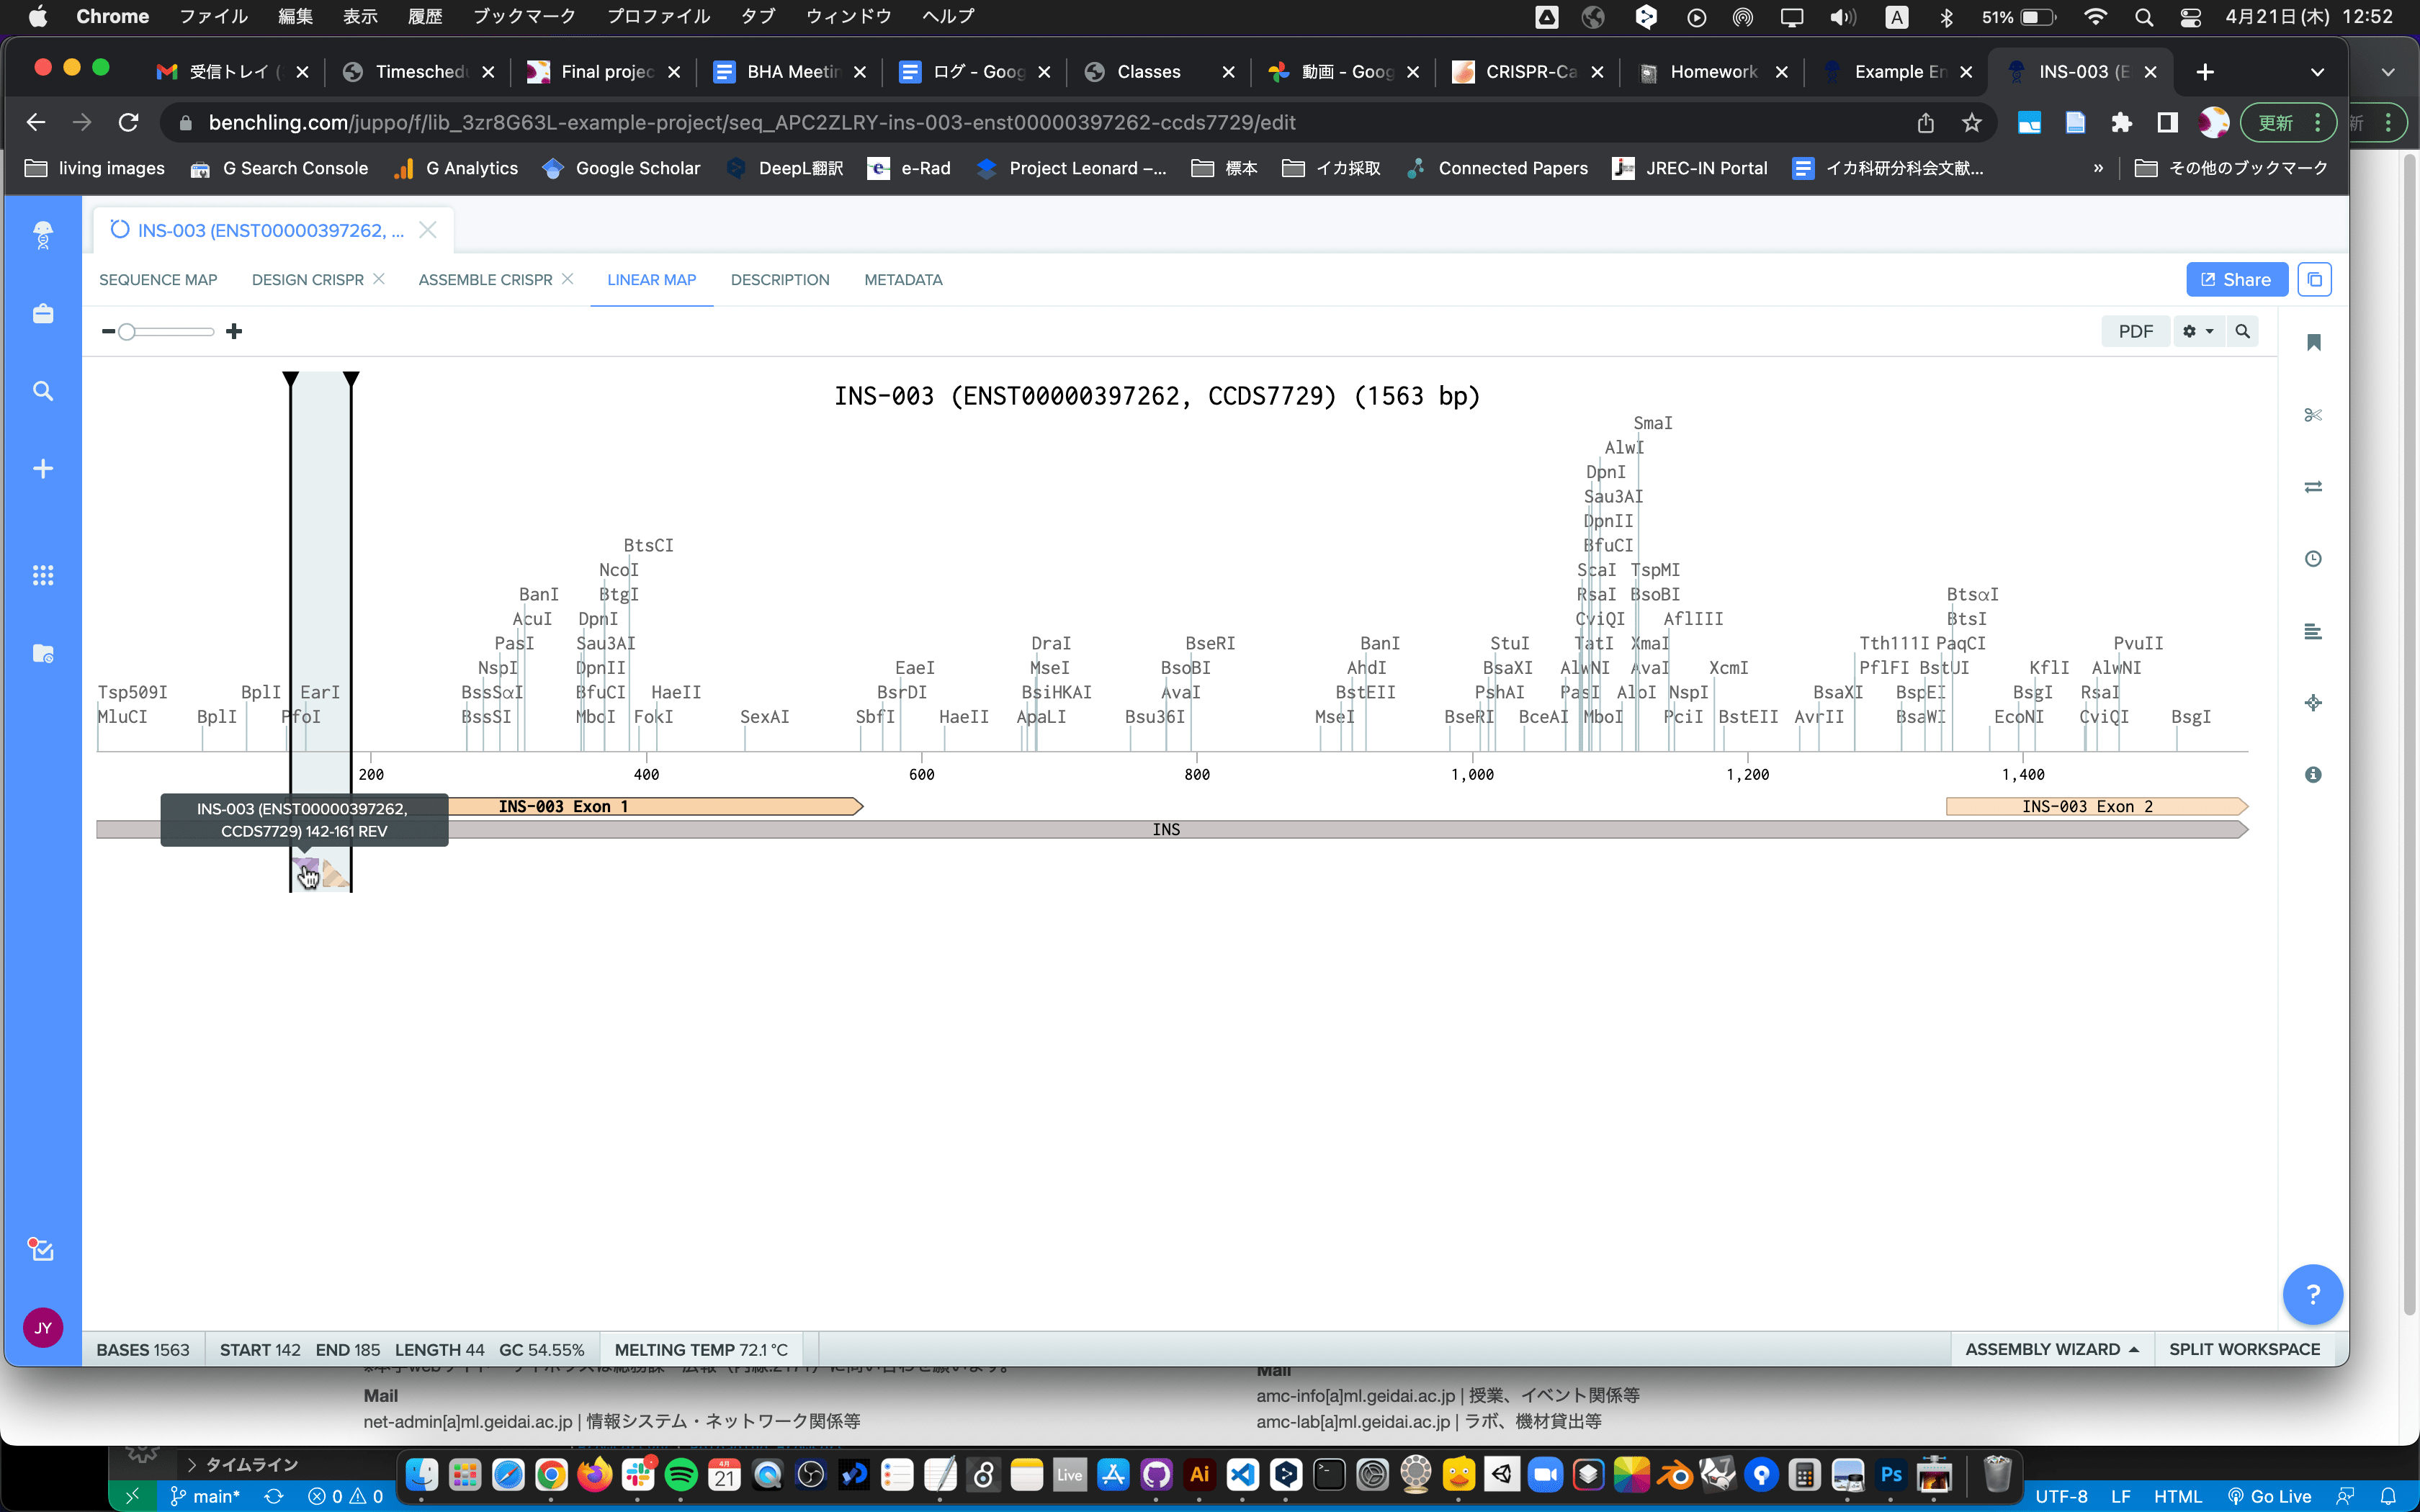 Chrome ファイル 編集 表示 履歴 ブックマーク プロファイル タブ ウィンドウ ヘルプ A 51% 4月21日(木) 12:52
受信トレイ ( Timeschedu Final projec BHA Meetin ログ - Goog Classes 動画 - Goog CRISPR-Ca Homework Example En INS-003 (E
benchling.com/juppo/f/lib_3zr8G63L-example-project/seq_APC2ZLRY-ins-003-enst00000397262-ccds7729/edit 更新 新
living images G Search Console G Analytics Google Scholar DeepL翻訳 e-Rad Project Leonard –... 標本 イカ採取 Connected Papers JREC-IN Portal イカ科研分科会文献... » その他のブックマーク
INS-003 (ENST00000397262, ...
SEQUENCE MAP DESIGN CRISPR ASSEMBLE CRISPR LINEAR MAP DESCRIPTION METADATA Share
PDF
INS-003 (ENST00000397262, CCDS7729) (1563 bp)
SmaI
AlwI
DpnI
Sau3AI
DpnII
BtsCI BfuCI
NcoI ScaI TspMI
BanI BtgI RsaI BsoBI BtsαI
AcuI DpnI CviQI AflIII BtsI
PasI Sau3AI DraI BseRI BanI StuI TatI XmaI Tth111I PaqCI PvuII
NspI DpnII EaeI MseI BsoBI AhdI BsaXI AlwNI AvaI XcmI PflFI BstUI KflI AlwNI
Tsp509I BplI EarI BssSαI BfuCI HaeII BsrDI BsiHKAI AvaI BstEII PshAI PasI AloI NspI BsaXI BspEI BsgI RsaI
MluCI BplI PfoI BssSI MboI FokI SexAI SbfI HaeII ApaLI Bsu36I MseI BseRI BceAI MboI PciI BstEII AvrII BsaWI EcoNI CviQI BsgI
200 400 600 800 1,000 1,200 1,400
INS-003 Exon 1 INS-003 Exon 2
INS
INS-003 (ENST00000397262,
CCDS7729) 142-161 REV
JY
?
BASES 1563 START 142 END 185 LENGTH 44 GC 54.55% MELTING TEMP 72.1 °C ASSEMBLY WIZARD SPLIT WORKSPACE
Mail Mail
net-admin[a]ml.geidai.ac.jp | 情報システム・ネットワーク関係等 amc-info[a]ml.geidai.ac.jp | 授業、イベント関係等
amc-lab[a]ml.geidai.ac.jp | ラボ、機材貸出等
タイムライン
4月 21 Live Ai Ps
main* 0 0 UTF-8 LF HTML Go Live